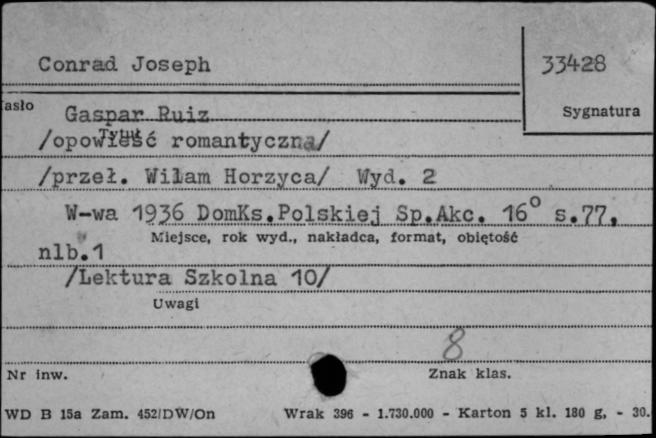 Conrad Joseph
33428
asło
Gaspar Ruiz
Sygnatura
Tytuł
/opowieść romantyczna/
/przeł. Wilam Horzyca/ Wyd. 2
W-wa 1936 DomKs.Polskiej Sp.Akc. 16° s.77,
Miejsce, rok wyd., nakładca, format, objętość
nlb.1
/Lektura Szkolna 10/
Uwagi
8
Nr inw.
Znak klas.
WD B 15a Zam. 452/DW/On Wrak 396 - 1.730.000 - Karton 5 kl. 180 g, - 30.